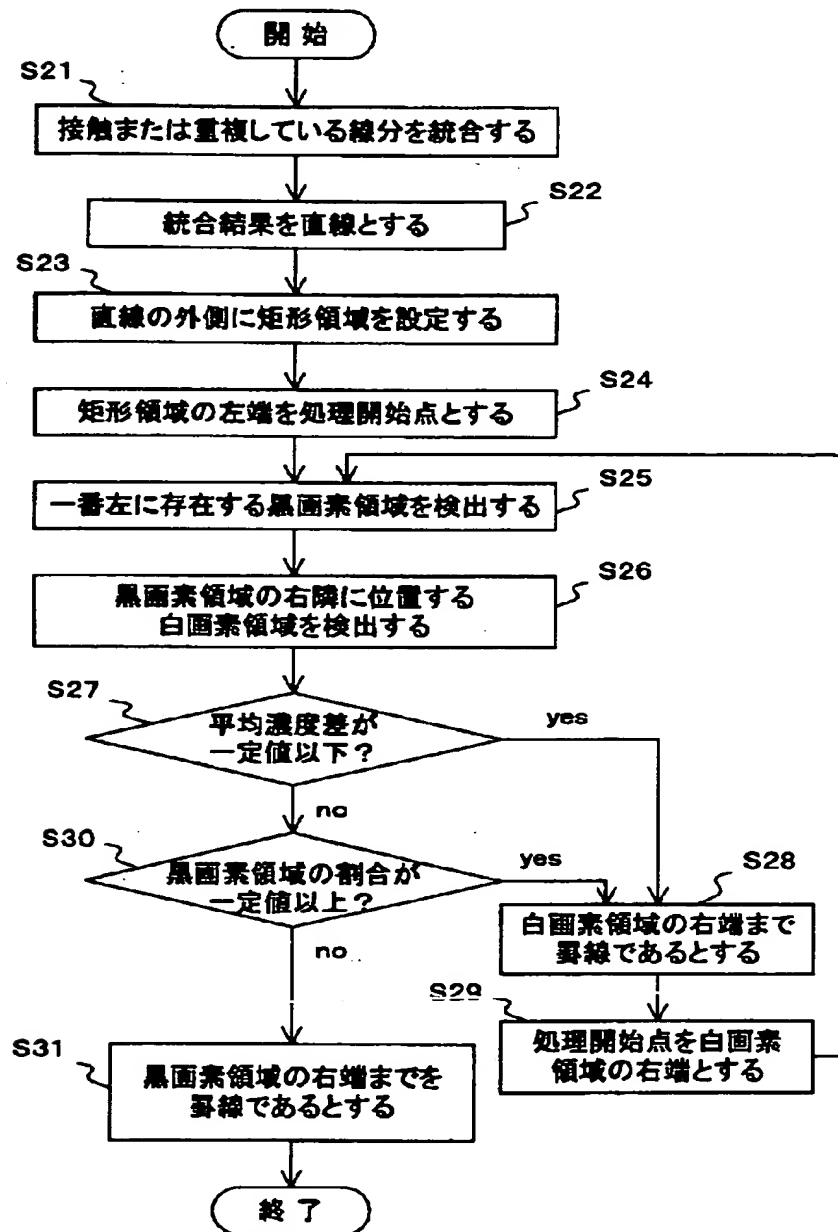 開始
S21
接触または重複している線分を統合する
S22
統合結果を直線とする
S23
直線の外側に矩形領域を設定する
S24
矩形領域の左端を処理開始点とする
S25
一番左に存在する黒画素領域を検出する
S26
黒画素領域の右隣に位置する
白画素領域を検出する
S27
平均濃度差が
一定値以下？
yes
no
S30
黒画素領域の割合が
一定値以上？
yes
no
S28
白画素領域の右端まで
罫線であるとする
S29
処理開始点を白画素
領域の右端とする
S31
黒画素領域の右端までを
罫線であるとする
終了